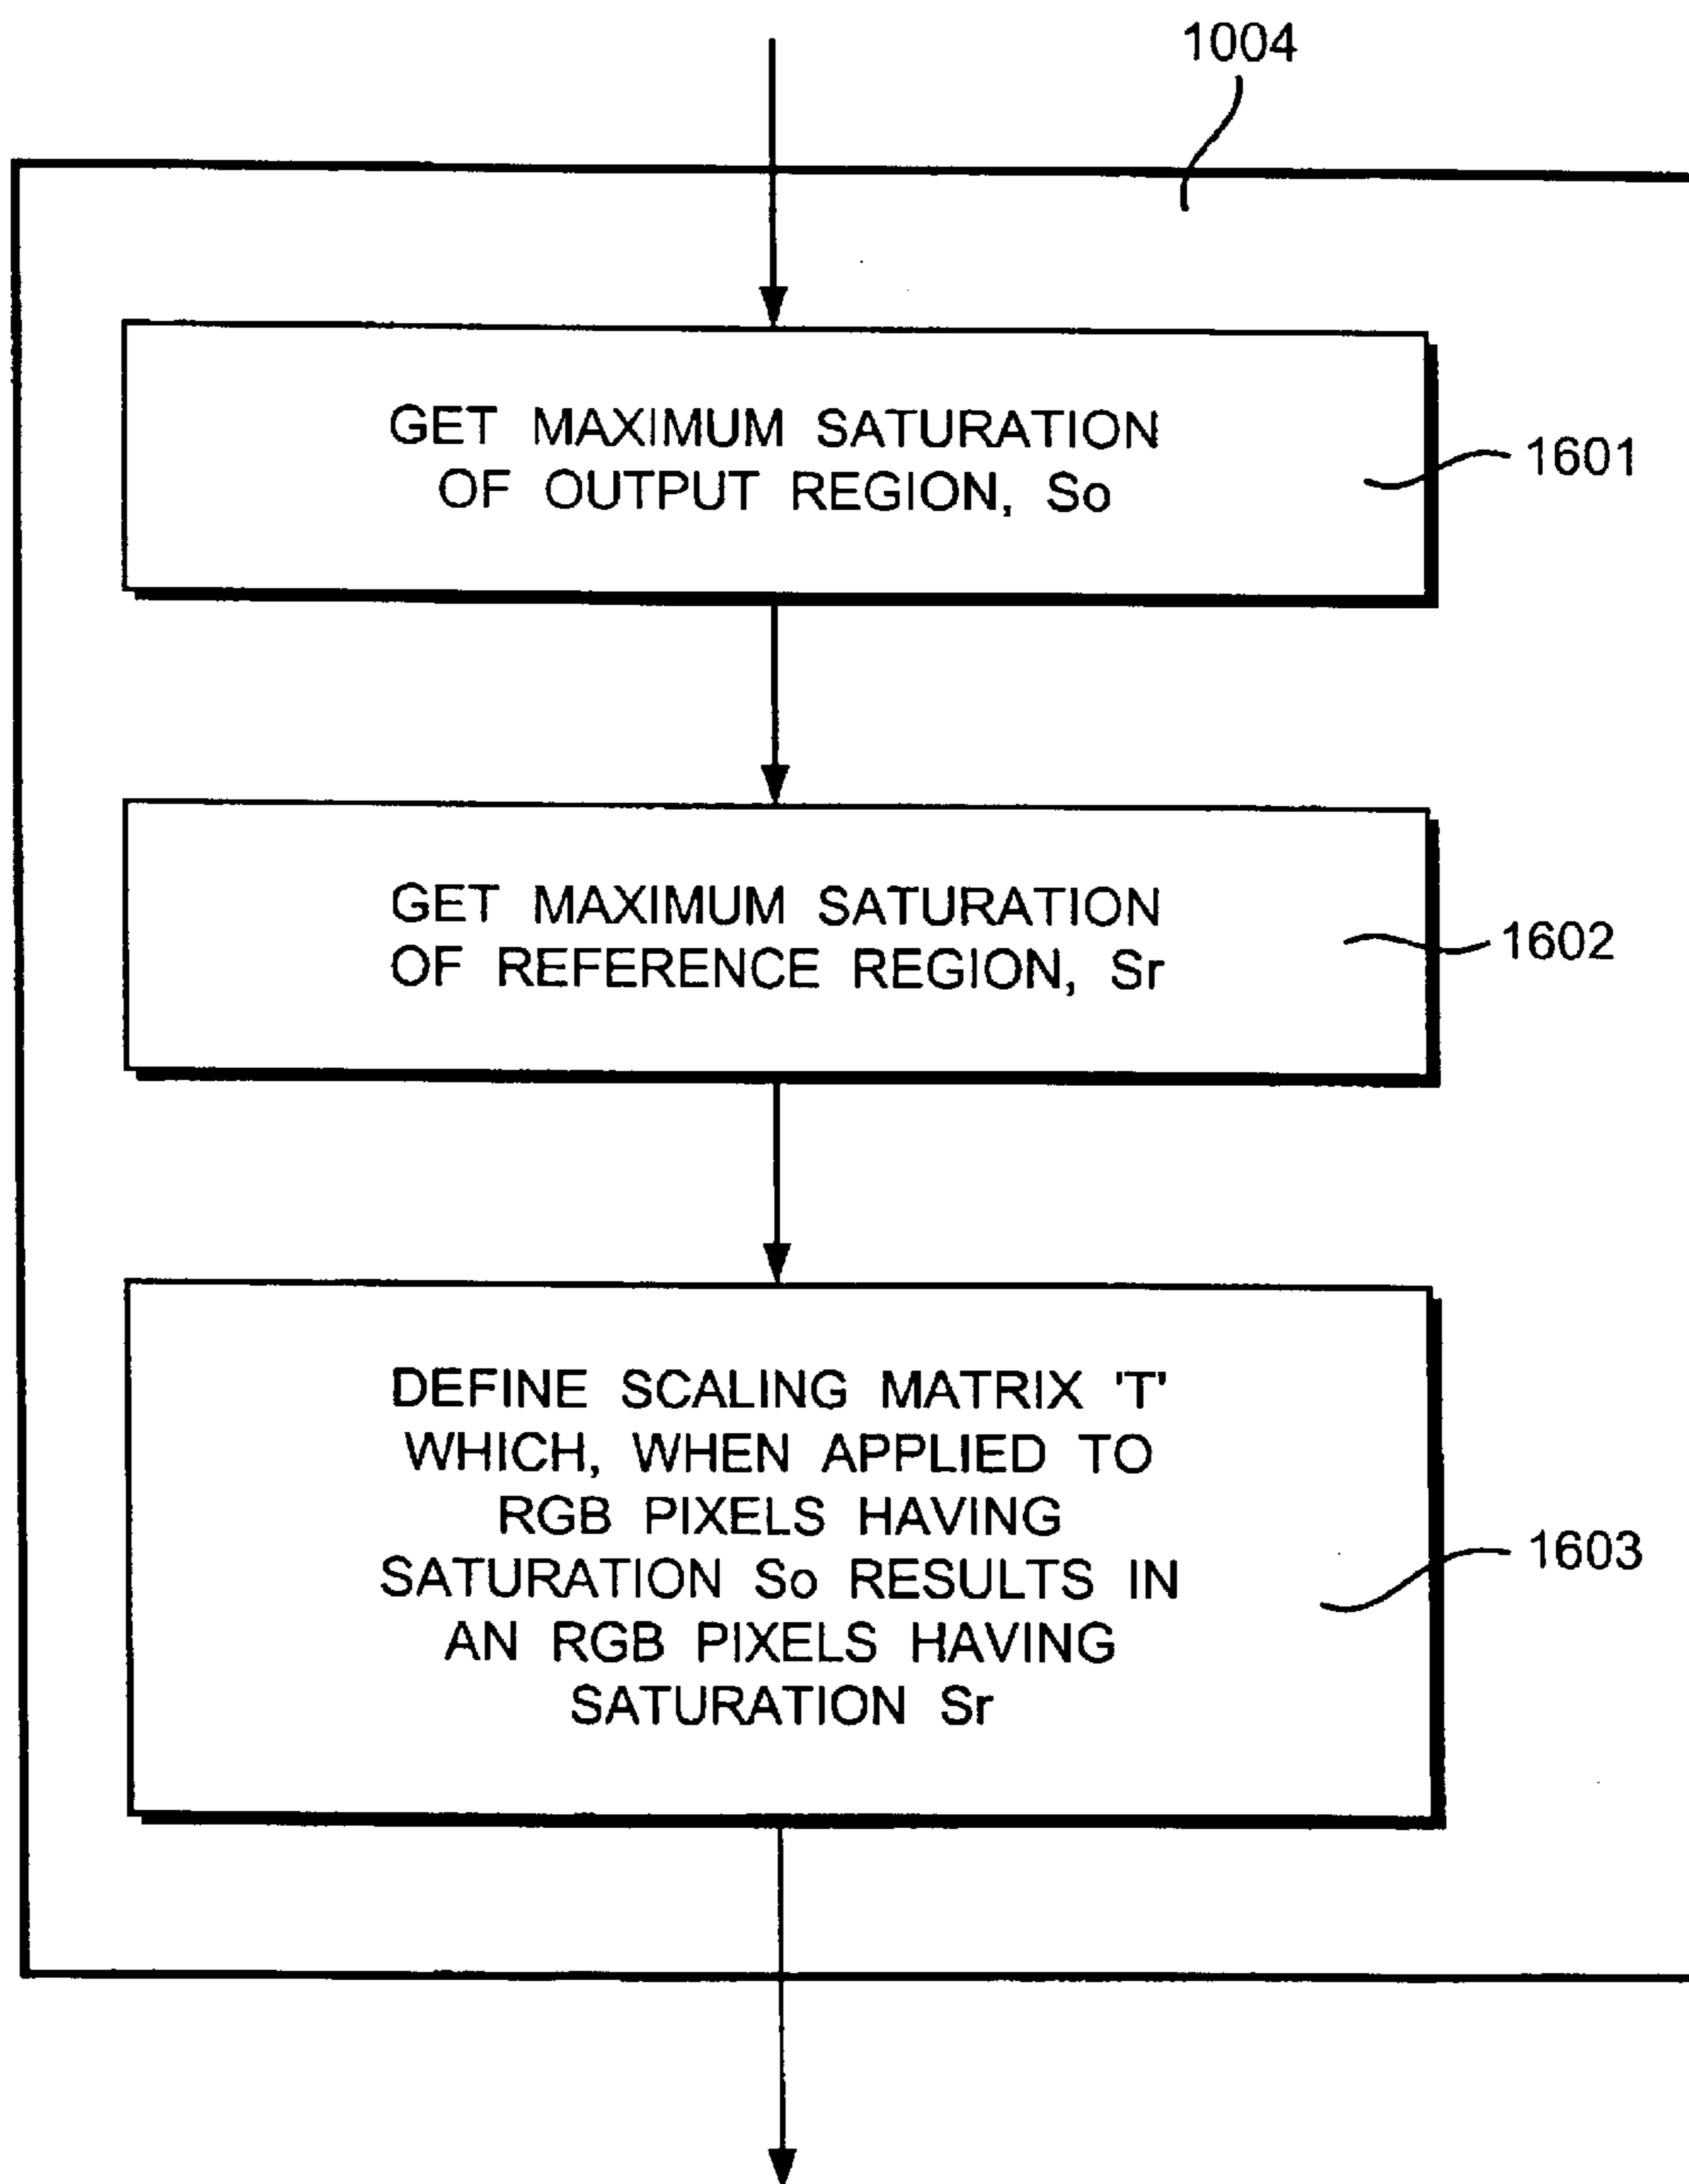 1004
GET MAXIMUM SATURATION
OF OUTPUT REGION, So
1601
GET MAXIMUM SATURATION
OF REFERENCE REGION, Sr
1602
DEFINE SCALING MATRIX 'T'
WHICH, WHEN APPLIED TO
RGB PIXELS HAVING
SATURATION So RESULTS IN
AN RGB PIXELS HAVING
SATURATION Sr
1603